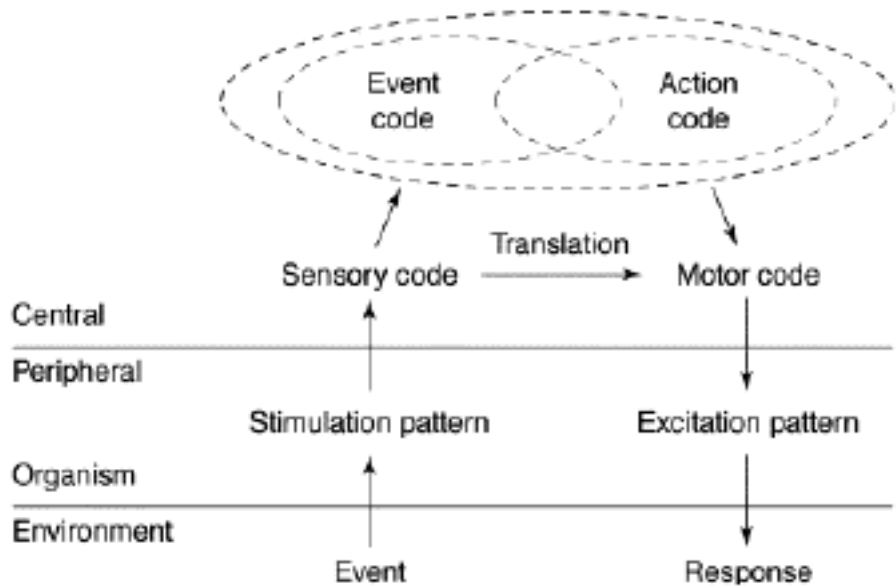 Event code
Action code
Translation
Sensory code
Motor code
Central
Peripheral
Stimulation pattern
Excitation pattern
Organism
Environment
Event
Response